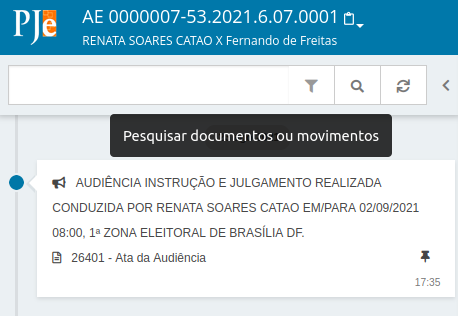 PJe
AE 0000007-53.2021.6.07.0001
RENATA SOARES CATAO X Fernando de Freitas
Pesquisar documentos ou movimentos
AUDIÊNCIA INSTRUÇÃO E JULGAMENTO REALIZADA
CONDUZIDA POR RENATA SOARES CATAO EM/PARA 02/09/2021
08:00, 1ª ZONA ELEITORAL DE BRASÍLIA DF.
26401 - Ata da Audiência
17:35